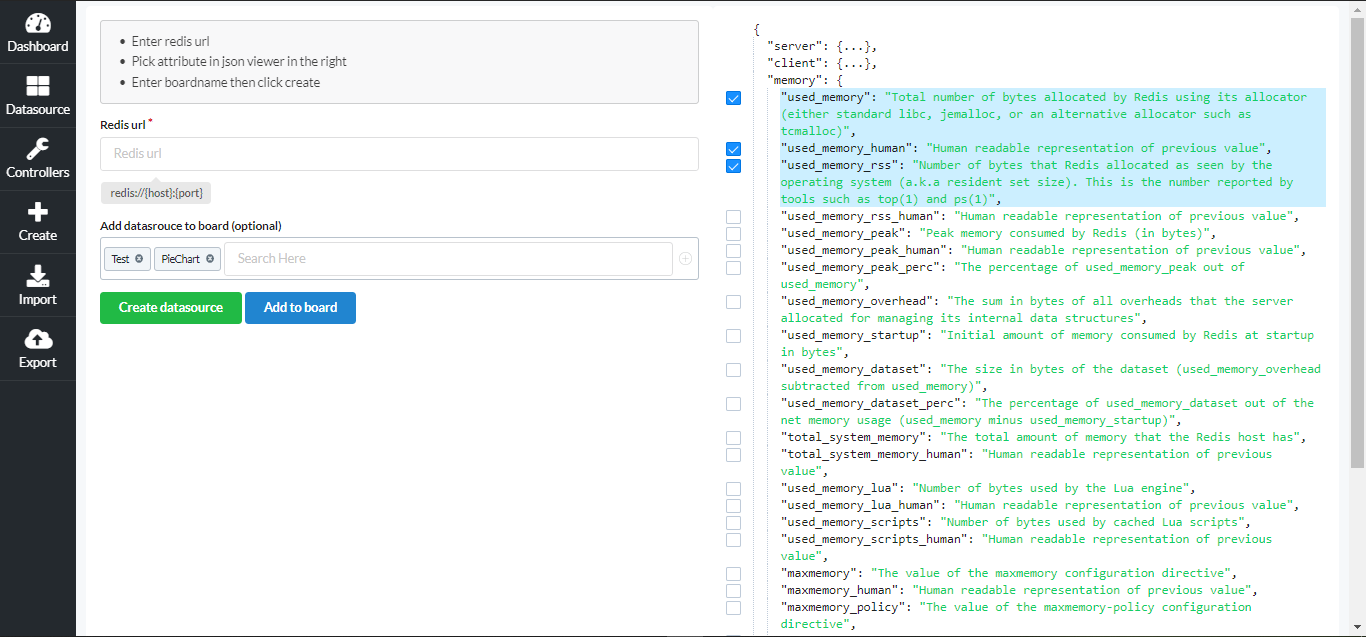 Dashboard
Datasource
Controllers
Create
Import
Export
Enter redis url
Pick attribute in json viewer in the right
Enter boardname then click create
Redis url *
Redis url
redis://{host}:{port}
Add datasrouce to board (optional)
Test PieChart Search Here
Create datasource Add to board
{
"server": {...},
"client": {...},
"memory": {
"used_memory": "Total number of bytes allocated by Redis using its allocator
(either standard libc, jemalloc, or an alternative allocator such as
tcmalloc)",
"used_memory_human": "Human readable representation of previous value",
"used_memory_rss": "Number of bytes that Redis allocated as seen by the
operating system (a.k.a resident set size). This is the number reported by
tools such as top(1) and ps(1)",
"used_memory_rss_human": "Human readable representation of previous value",
"used_memory_peak": "Peak memory consumed by Redis (in bytes)",
"used_memory_peak_human": "Human readable representation of previous value",
"used_memory_peak_perc": "The percentage of used_memory_peak out of
used_memory",
"used_memory_overhead": "The sum in bytes of all overheads that the server
allocated for managing its internal data structures",
"used_memory_startup": "Initial amount of memory consumed by Redis at startup
in bytes",
"used_memory_dataset": "The size in bytes of the dataset (used_memory_overhead
subtracted from used_memory)",
"used_memory_dataset_perc": "The percentage of used_memory_dataset out of the
net memory usage (used_memory minus used_memory_startup)",
"total_system_memory": "The total amount of memory that the Redis host has",
"total_system_memory_human": "Human readable representation of previous
value",
"used_memory_lua": "Number of bytes used by the Lua engine",
"used_memory_lua_human": "Human readable representation of previous value",
"used_memory_scripts": "Number of bytes used by cached Lua scripts",
"used_memory_scripts_human": "Human readable representation of previous
value",
"maxmemory": "The value of the maxmemory configuration directive",
"maxmemory_human": "Human readable representation of previous value",
"maxmemory_policy": "The value of the maxmemory-policy configuration
directive",